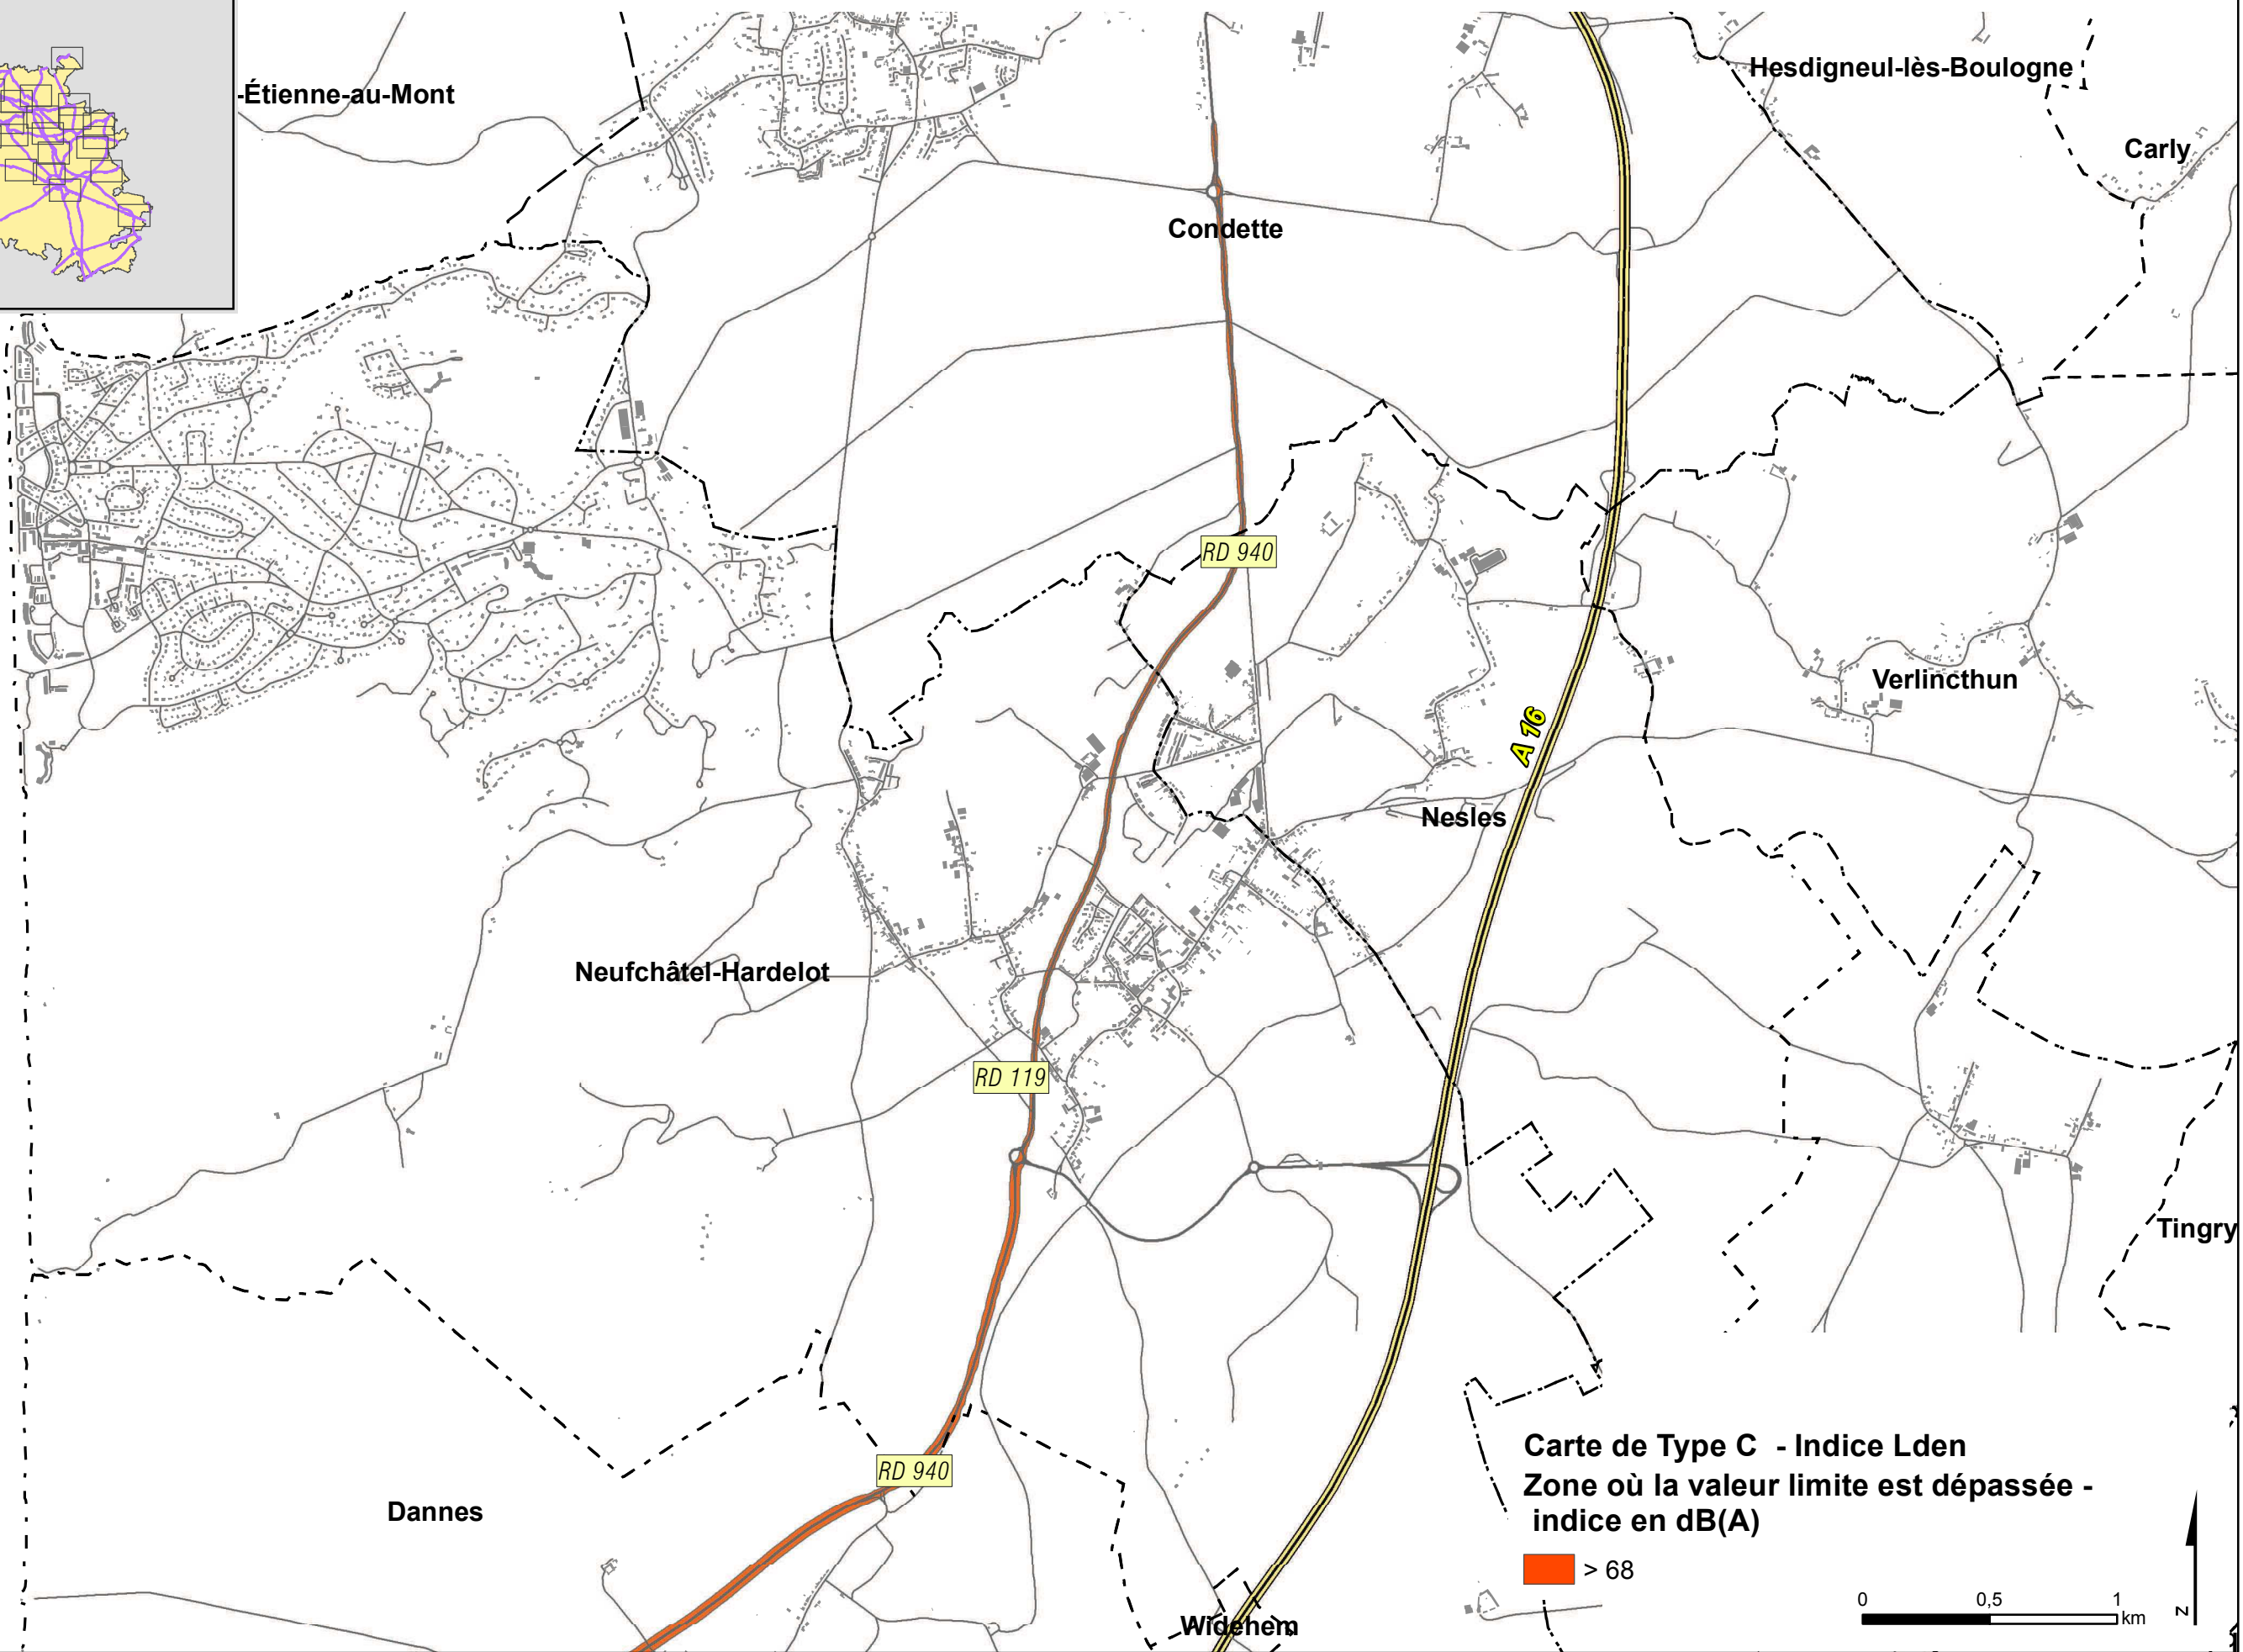 Hesdigneul-lès-Boulogne
-Étienne-au-Mont
Carly
Condette
RD 940
Verlincthun
A 16
Nesles
Neufchâtel-Hardelot
RD 119
Tingry
Carte de Type C - Indice Lden
Zone où la valeur limite est dépassée -
indice en dB(A)
RD 940
Dannes
> 68
0 0,5 1
km
N
Widehem